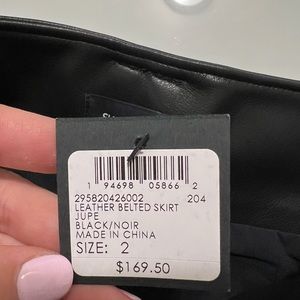 1 94698 05866 2
295820426002 204
LEATHER BELTED SKIRT
JUPE
BLACK/NOIR
MADE IN CHINA
SIZE: 2
$169.50